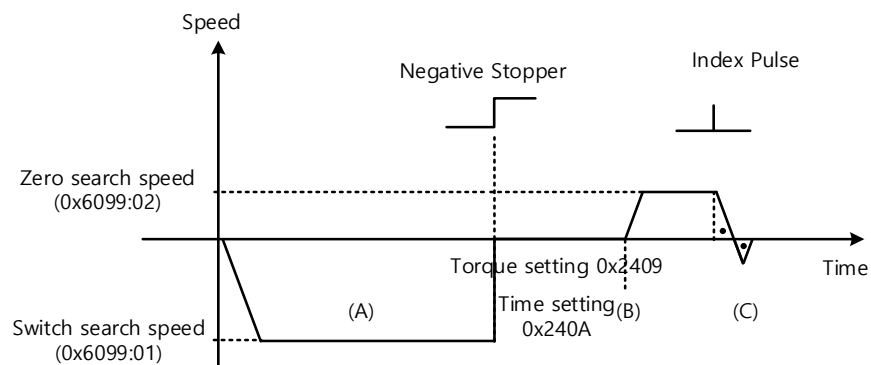 Speed
Negative Stopper
Index Pulse
Zero search speed
(0x6099:02)
Torque setting 0x2409
Time
Switch search speed
(0x6099:01)
(A)
Time setting
0x240A
(B)
(C)